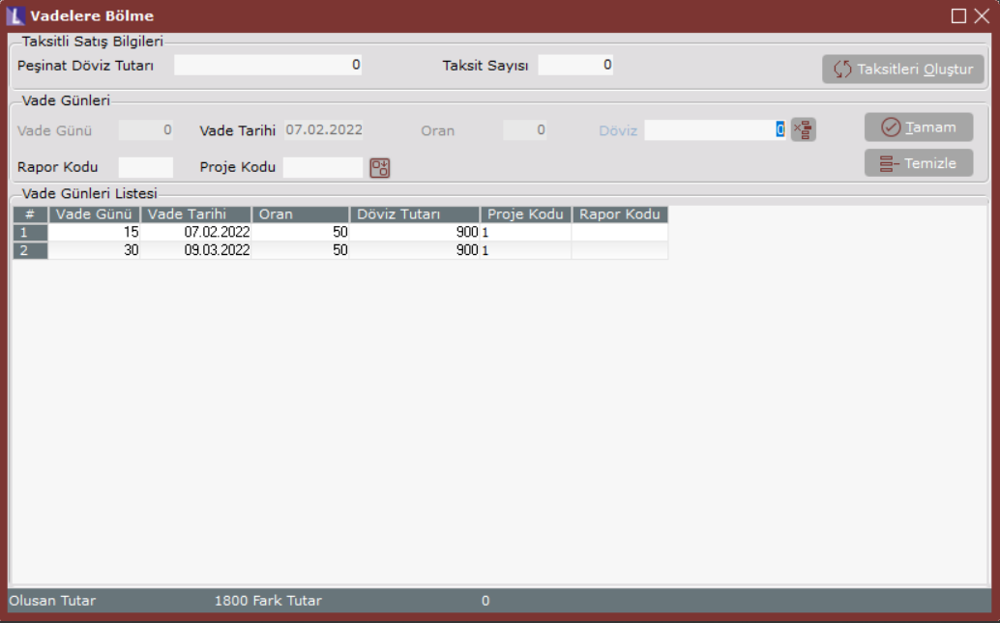 Vadelere Bölme
Taksitli Satış Bilgileri
Peşinat Döviz Tutarı 0 Taksit Sayısı 0 Taksitleri Oluştur
Vade Günleri
Vade Günü 0 Vade Tarihi 07.02.2022 Oran 0 Döviz 0 Tamam
Rapor Kodu Proje Kodu Temizle
Vade Günleri Listesi
# Vade Günü Vade Tarihi Oran Döviz Tutarı Proje Kodu Rapor Kodu
1 15 07.02.2022 50 900 1
2 30 09.03.2022 50 900 1
Olusan Tutar 1800 Fark Tutar 0